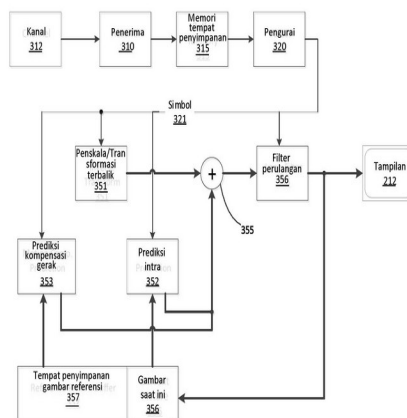 Kanal
312
Penerima
310
Memori
tempat
penyimpanan
315
Pengurai
320
Simbol
321
Penskala/Tran
sformasi
terbalik
351
Filter
perulangan
356
Tampilan
212
355
Prediksi
kompensasi
gerak
353
Prediksi
intra
352
Tempat penyimpanan
gambar referensi
357
Gambar
saat ini
356